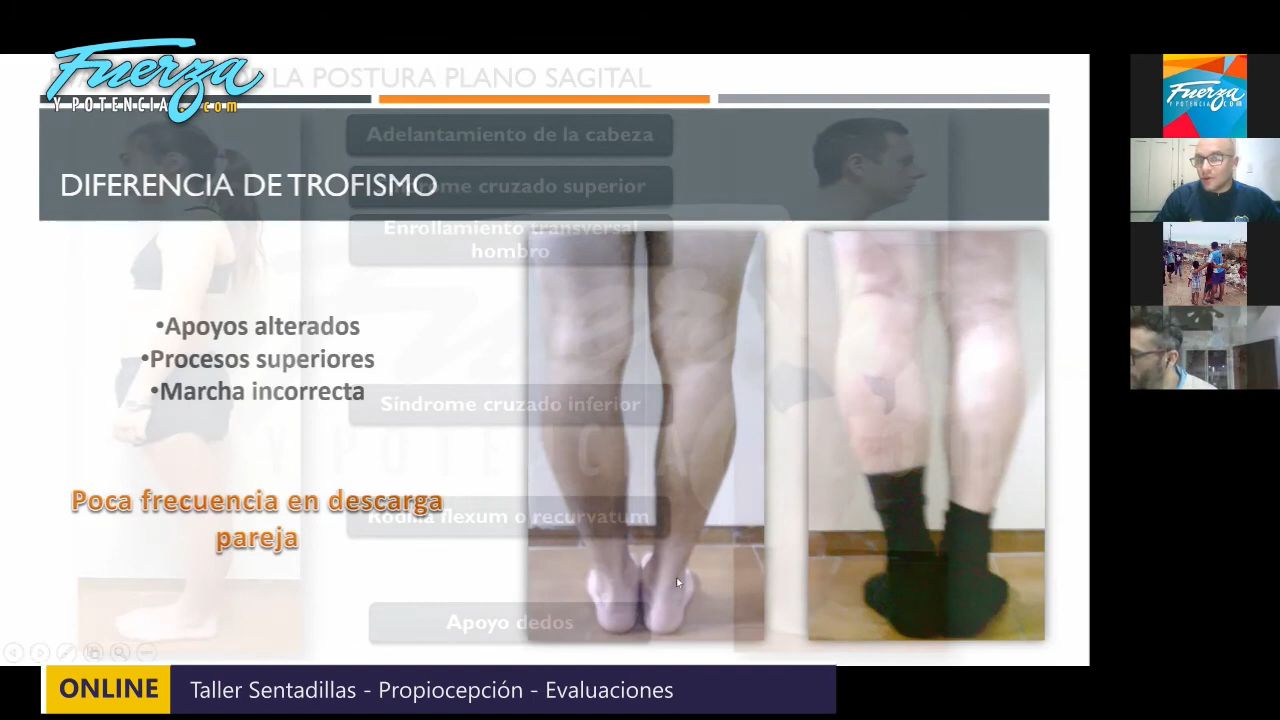 Fuerza
Y POTENCIA.com
LA POSTURA PLANO SAGITAL
Adelantamiento de la cabeza
DIFERENCIA DE TROFISMO
cruzado superior
Enrollamiento transversal
hombro
•Apoyos alterados
•Procesos superiores
•Marcha incorrecta
Síndrome cruzado inferior
Y POTENCIA
Poca frecuencia en descarga
pareja
Rodilla flexum o recurvatum
Apoyo dedos
ONLINE
Taller Sentadillas - Propiocepción - Evaluaciones
Fuerza
Y POTENCIA.COM